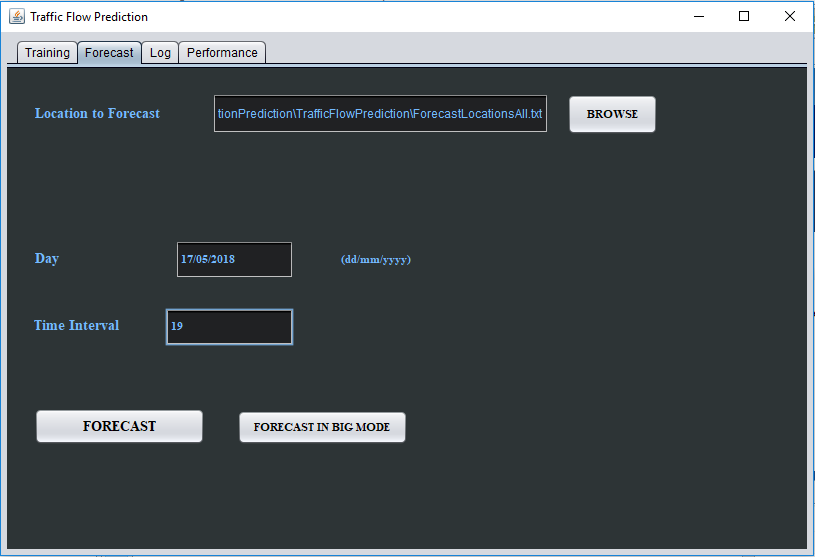 Traffic Flow Prediction
Training Forecast Log Performance
Location to Forecast tionPrediction\TrafficFlowPrediction\ForecastLocationsAll.txt BROWSE
Day 17/05/2018 (dd/mm/yyyy)
Time Interval 19
FORECAST FORECAST IN BIG MODE